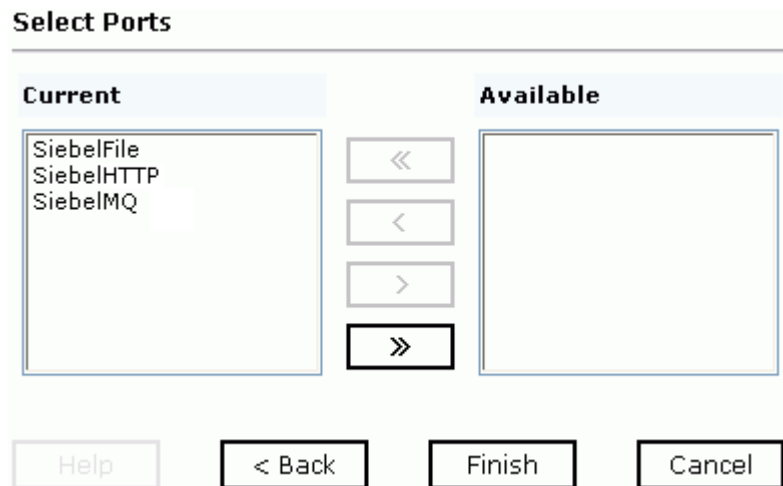 Select Ports
Current
Available
SiebelFile
SiebelHTTP
SiebelMQ
«
<
>
»
Help
< Back
Finish
Cancel